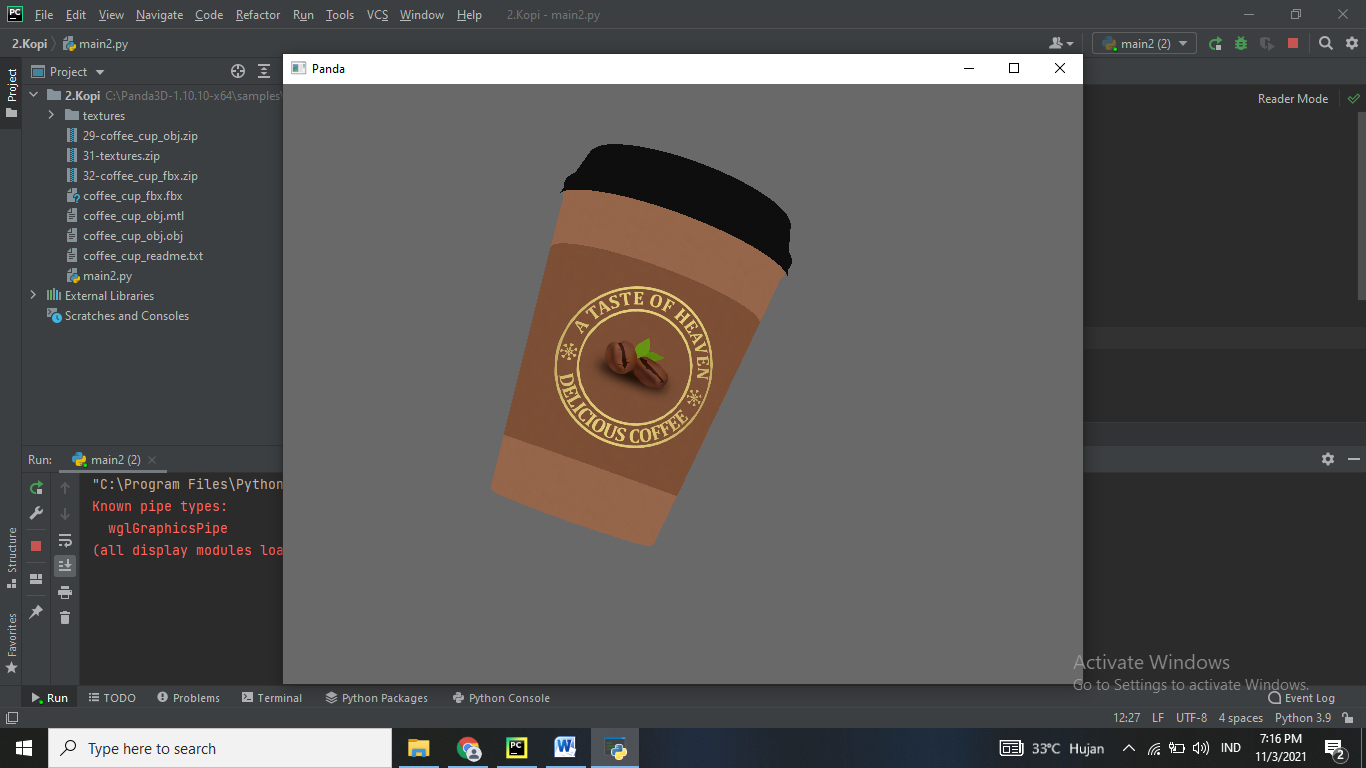 File Edit View Navigate Code Refactor Run Tools VCS Window Help 2.Kopi - main2.py
2.Kopi main2.py
main2 (2)
Panda
Project
Project
2.Kopi C:\Panda3D-1.10.10-x64\samples\
Reader Mode
textures
29-coffee_cup_obj.zip
31-textures.zip
32-coffee_cup_fbx.zip
coffee_cup_fbx.fbx
coffee_cup_obj.mtl
coffee_cup_obj.obj
coffee_cup_readme.txt
main2.py
External Libraries
Scratches and Consoles
A TASTE OF HEAVEN
DELICIOUS COFFEE
Run: main2 (2)
"C:\Program Files\Python
Known pipe types:
wglGraphicsPipe
(all display modules loa
Structure
Favorites
Activate Windows
Go to Settings to activate Windows.
Run TODO Problems Terminal Python Packages Python Console Event Log
12:27 LF UTF-8 4 spaces Python 3.9
Type here to search
33°C Hujan
IND
7:16 PM
11/3/2021
2